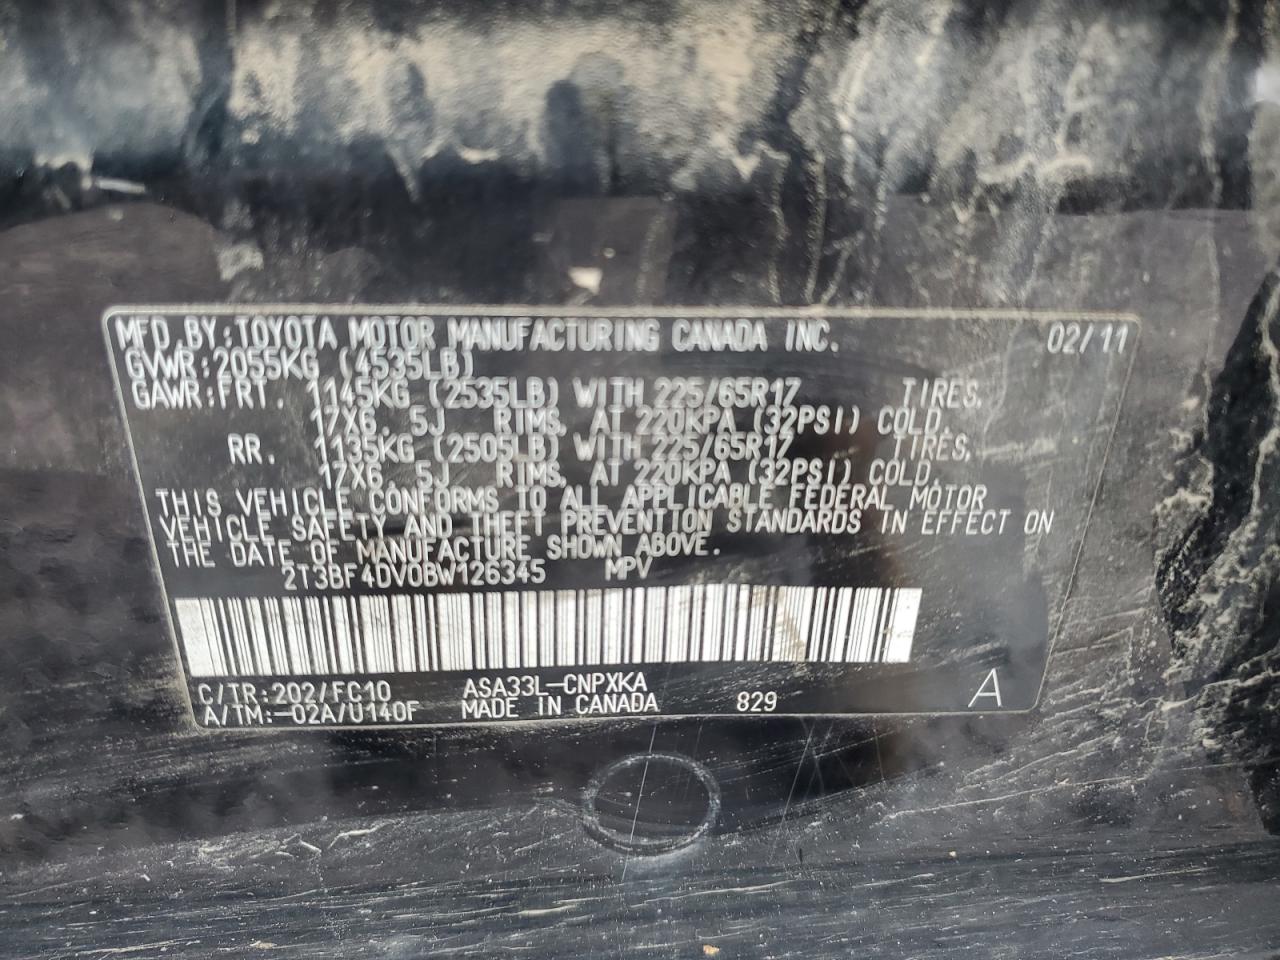 MFD.BY:TOYOTA MOTOR MANUFACTURING CANADA INC. 02/11
GVWR:2055KG (4535LB)
GAWR:FRT. 1145KG (2535LB) WITH 225/65R17 TIRES,
17X6.5J RIMS, AT 220KPA (32PSI) COLD.
RR. 1135KG (2505LB) WITH 225/65R17 TIRES,
17X6.5J RIMS, AT 220KPA (32PSI) COLD.
THIS VEHICLE CONFORMS TO ALL APPLICABLE FEDERAL MOTOR
VEHICLE SAFETY AND THEFT PREVENTION STANDARDS IN EFFECT ON
THE DATE OF MANUFACTURE SHOWN ABOVE.
2T3BF4DV0BW126345 MPV
C/TR:202/FC10 ASA33L-CNPXKA
A/TM:-02A/U140F MADE IN CANADA 829 A